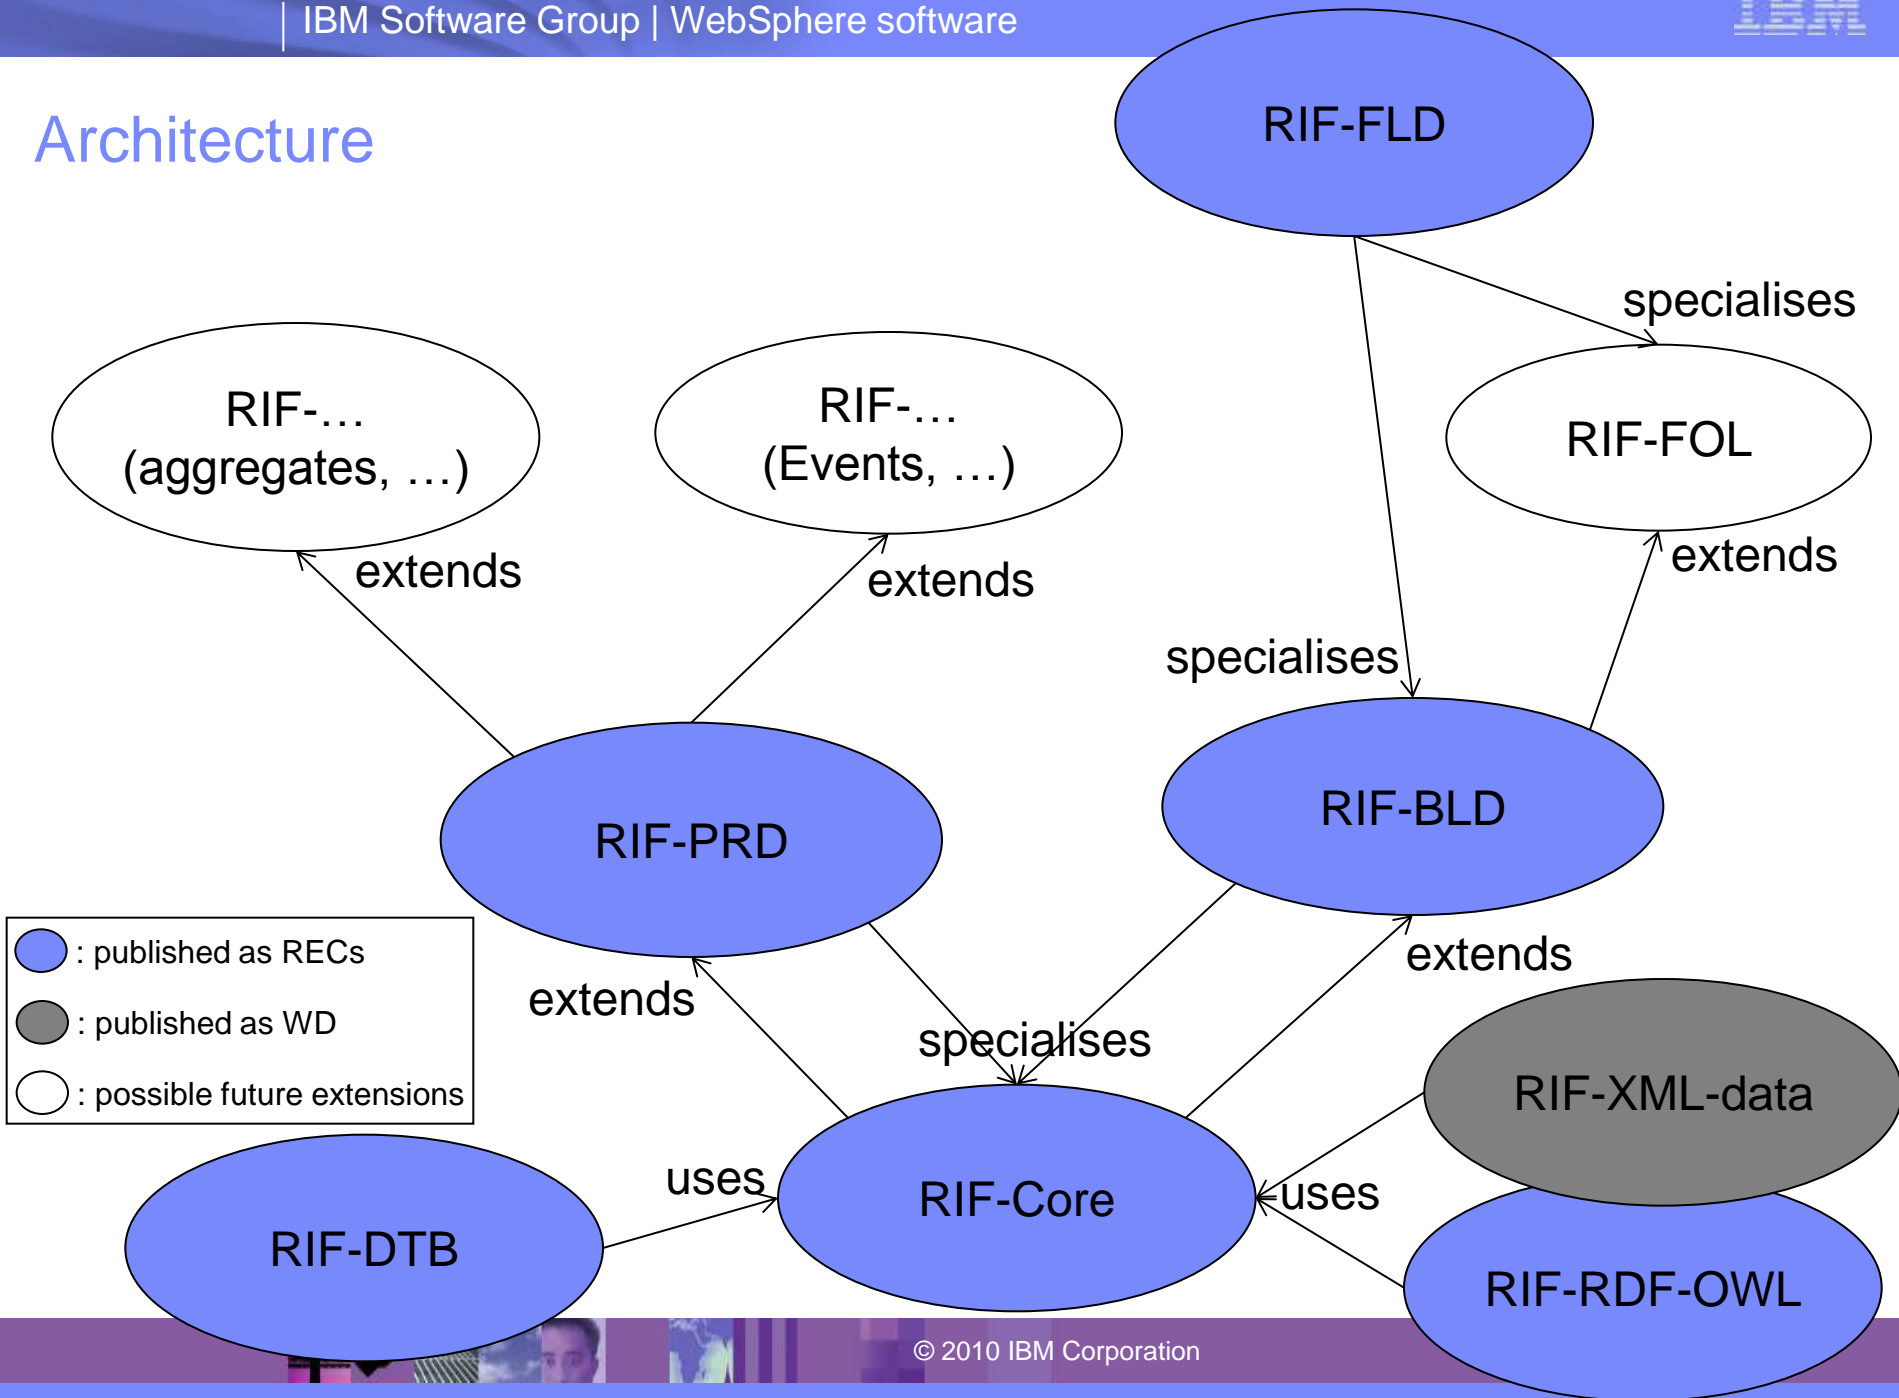 IBM Software Group | WebSphere software
IBM
Architecture
RIF-FLD
specialises
RIF-…
(aggregates, …)
RIF-…
(Events, …)
RIF-FOL
extends
extends
extends
specialises
RIF-PRD
RIF-BLD
: published as RECs
: published as WD
: possible future extensions
extends
specialises
extends
RIF-XML-data
uses
RIF-Core
uses
RIF-DTB
RIF-RDF-OWL
© 2010 IBM Corporation